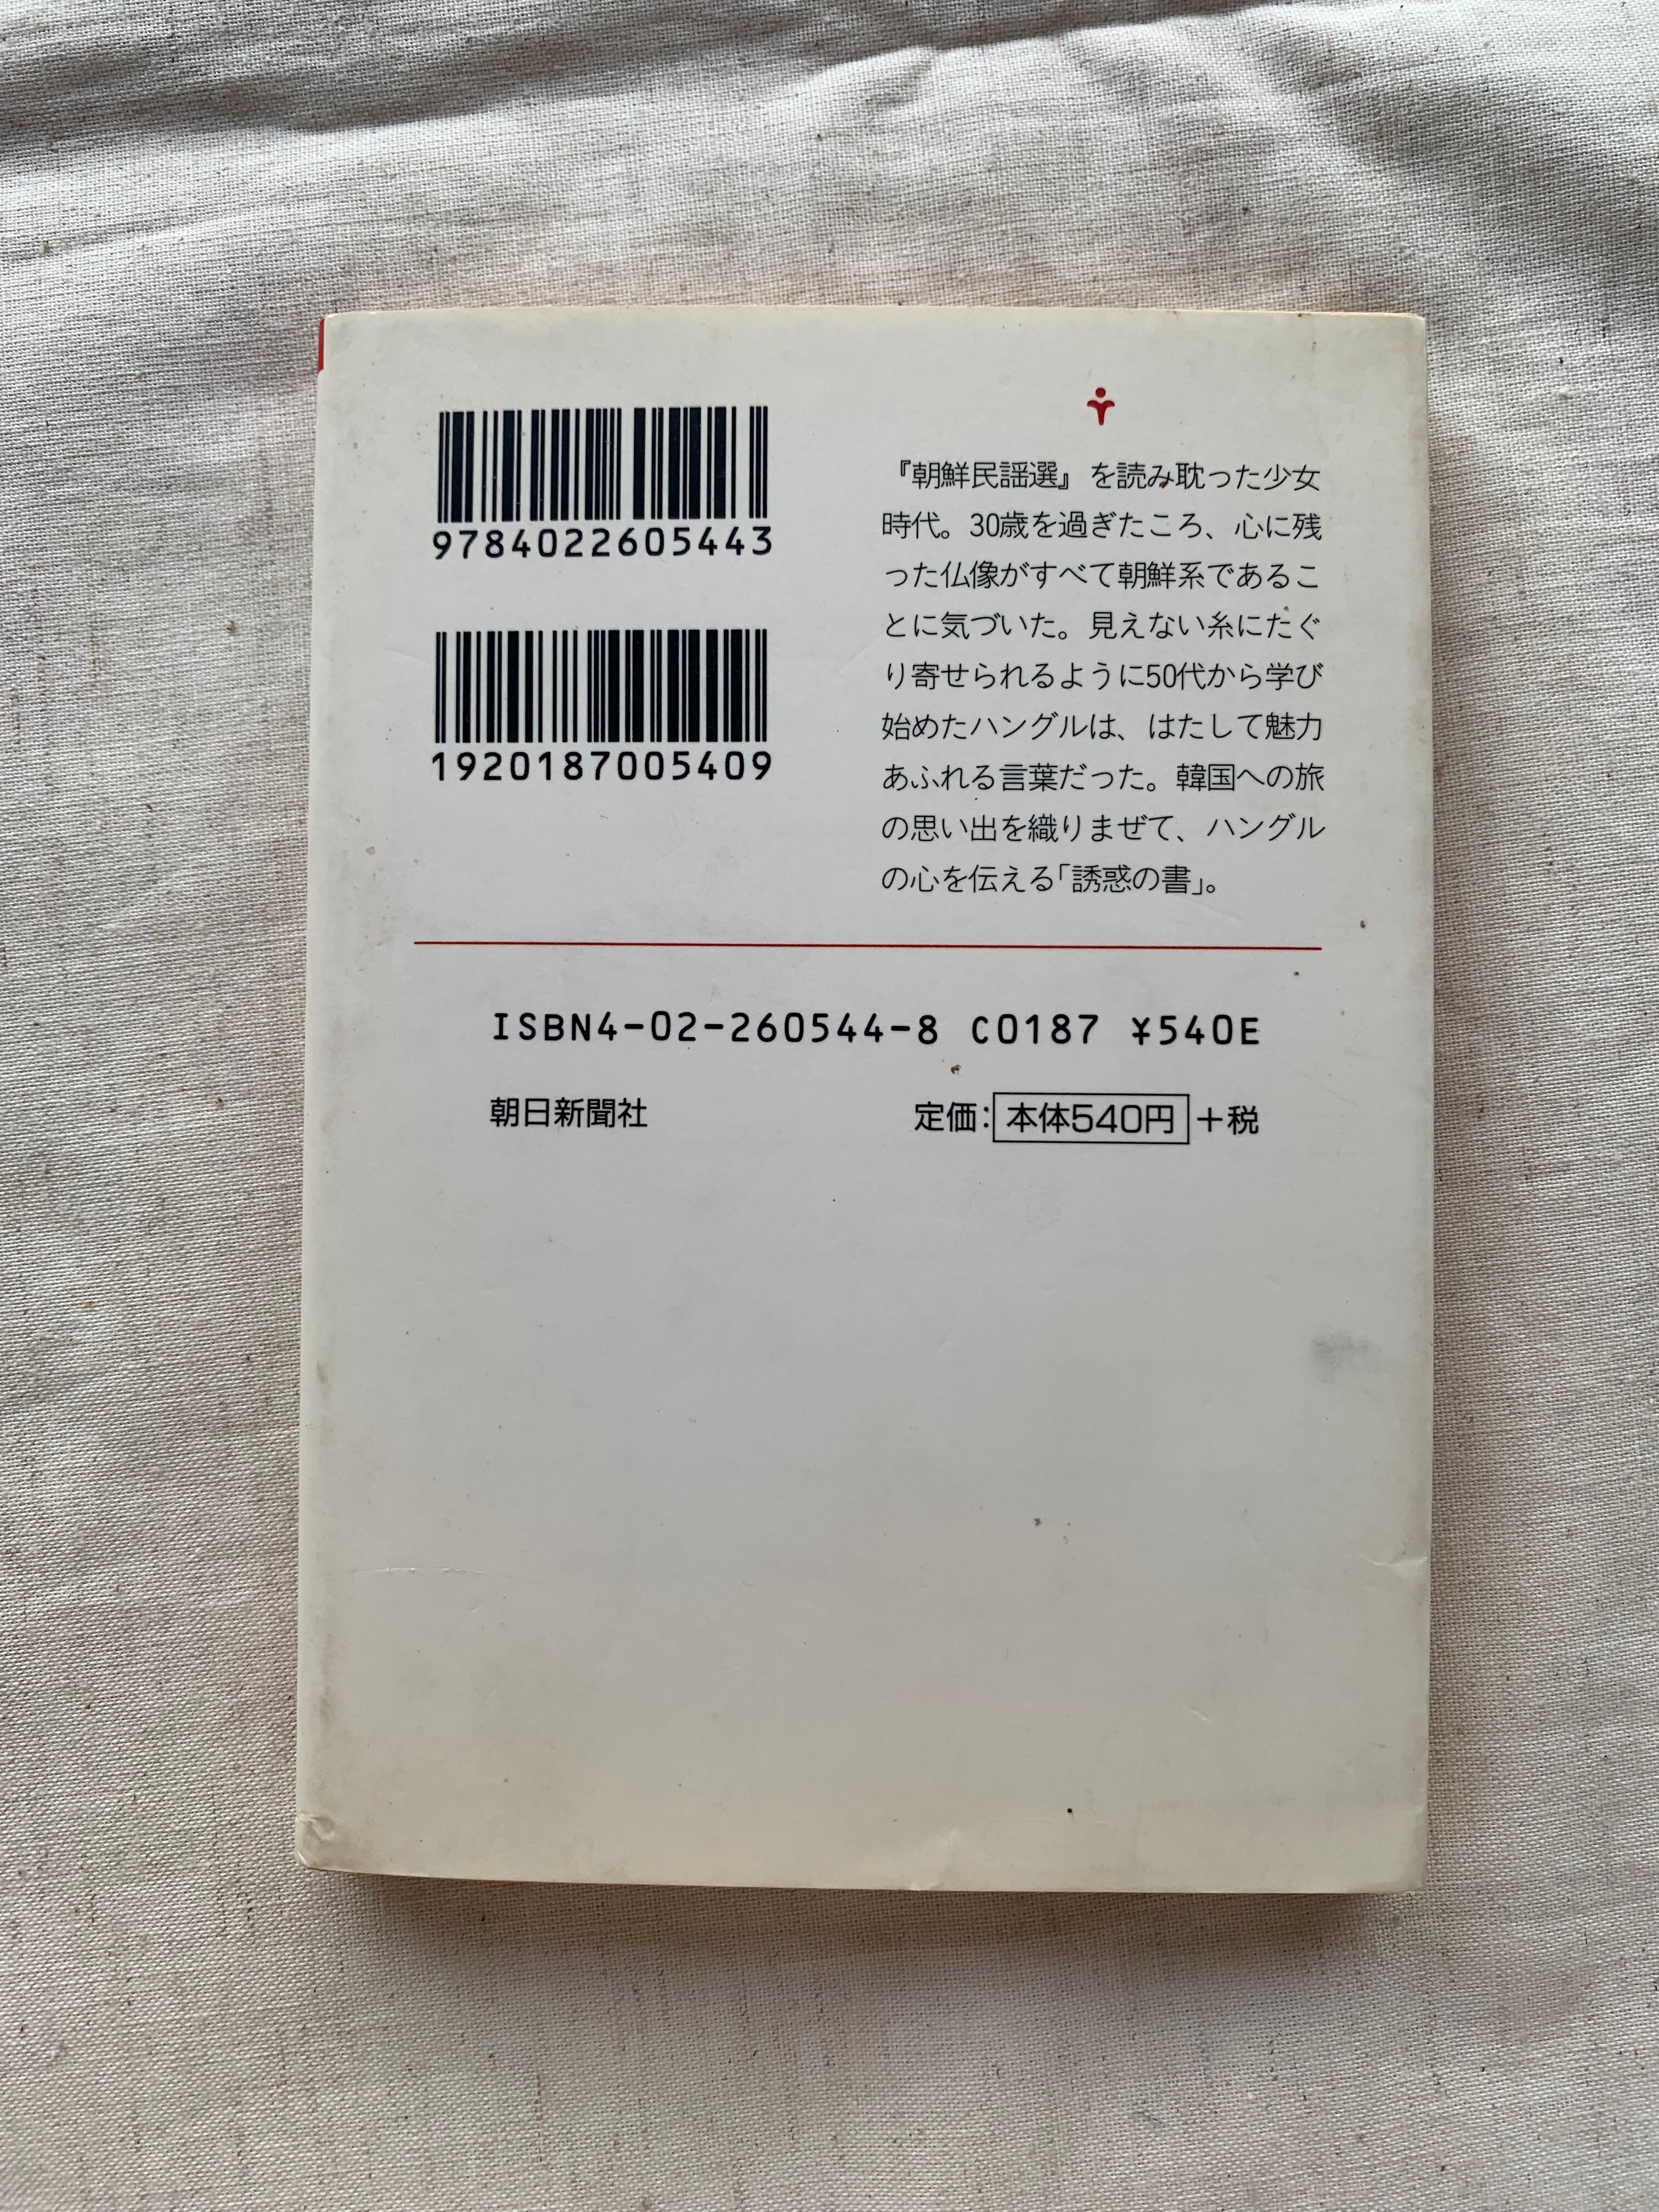 9784022605443
1920187005409
『朝鮮民謡選』を読み耽った少女
時代。30歳を過ぎたころ、心に残
った仏像がすべて朝鮮系であるこ
とに気づいた。見えない糸にたぐ
り寄せられるように50代から学び
始めたハングルは、はたして魅力
あふれる言葉だった。韓国への旅
の思い出を織りまぜて、ハングル
の心を伝える「誘惑の書」。
ISBN4-02-260544-8 C0187 ¥540E
朝日新聞社 定価:本体540円+税